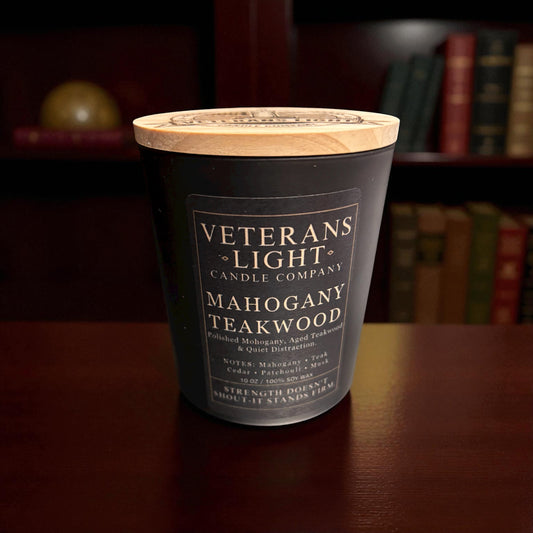 VETERANS
LIGHT
CANDLE COMPANY
MAHOGANY
TEAKWOOD
Polished Mohogany, Aged Teakwood
& Quiet Distraction.
NOTES: Mahogany • Teak
Cedar • Patchouli • Musk
10 OZ / 100% SOY WAX
STRENGTH DOESN'T
SHOUT-IT STANDS FIRM